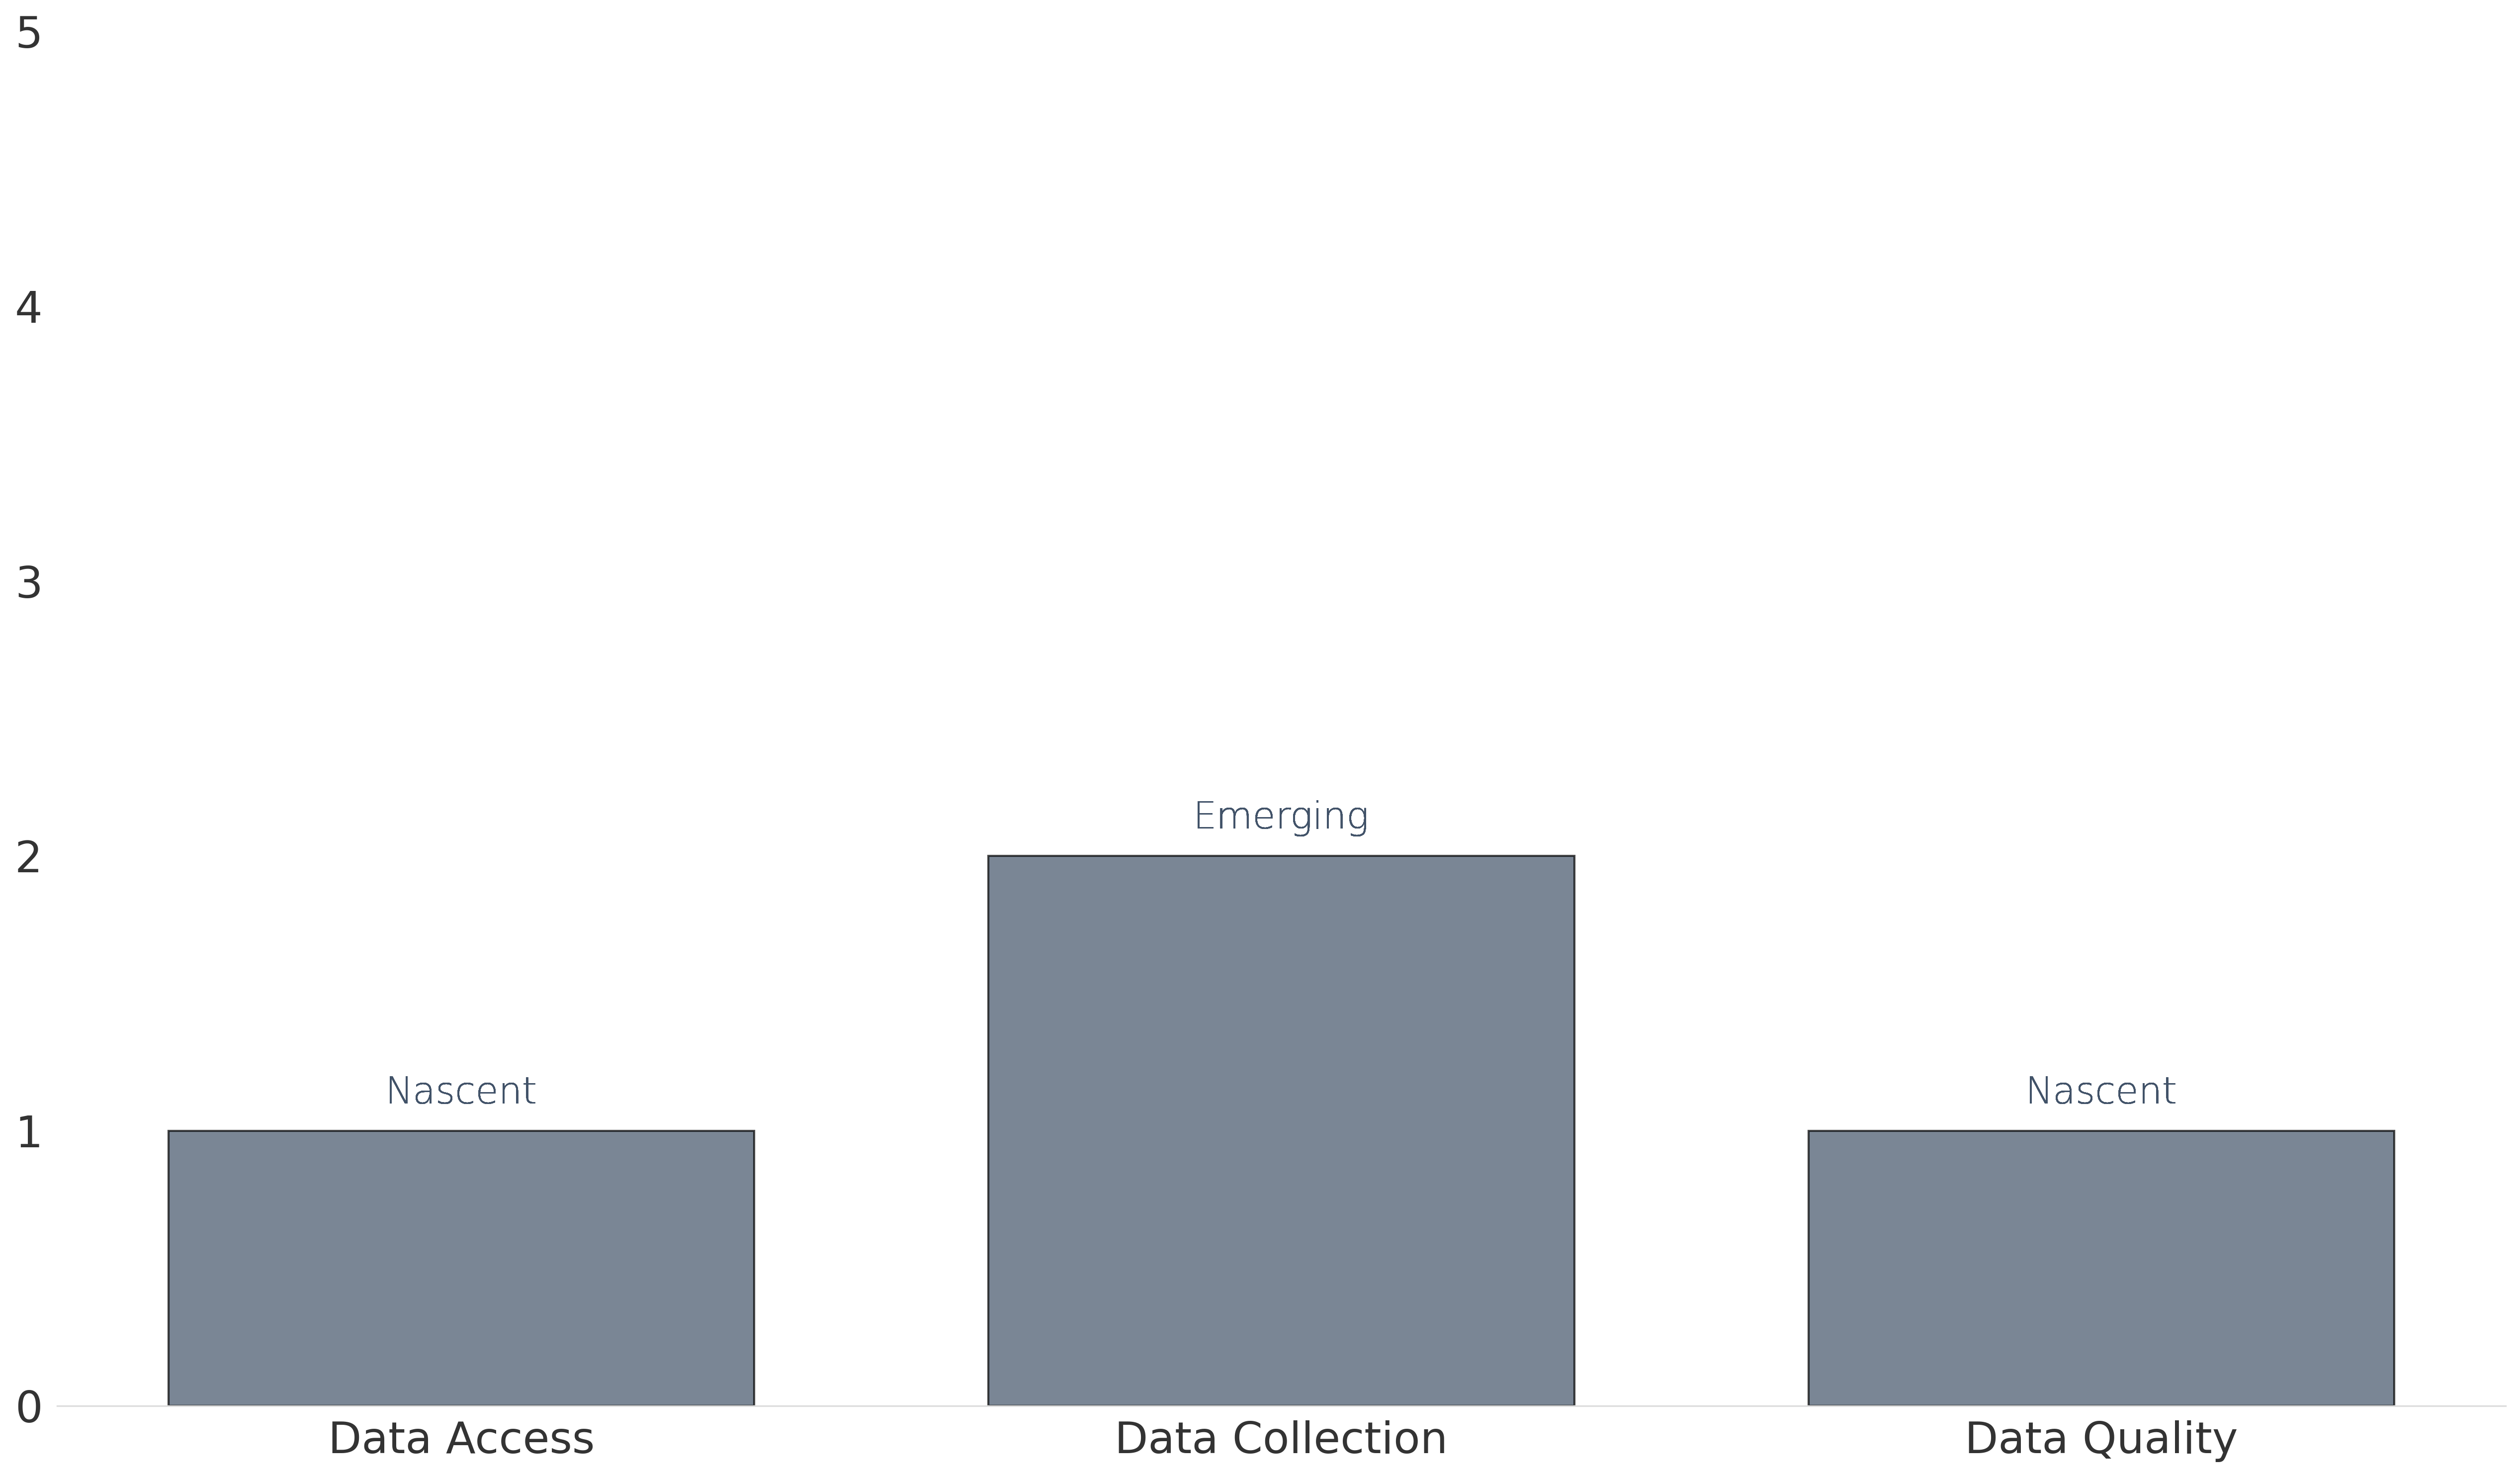 5
4
3
2
1
0
Emerging
Nascent
Nascent
Data Access
Data Collection
Data Quality